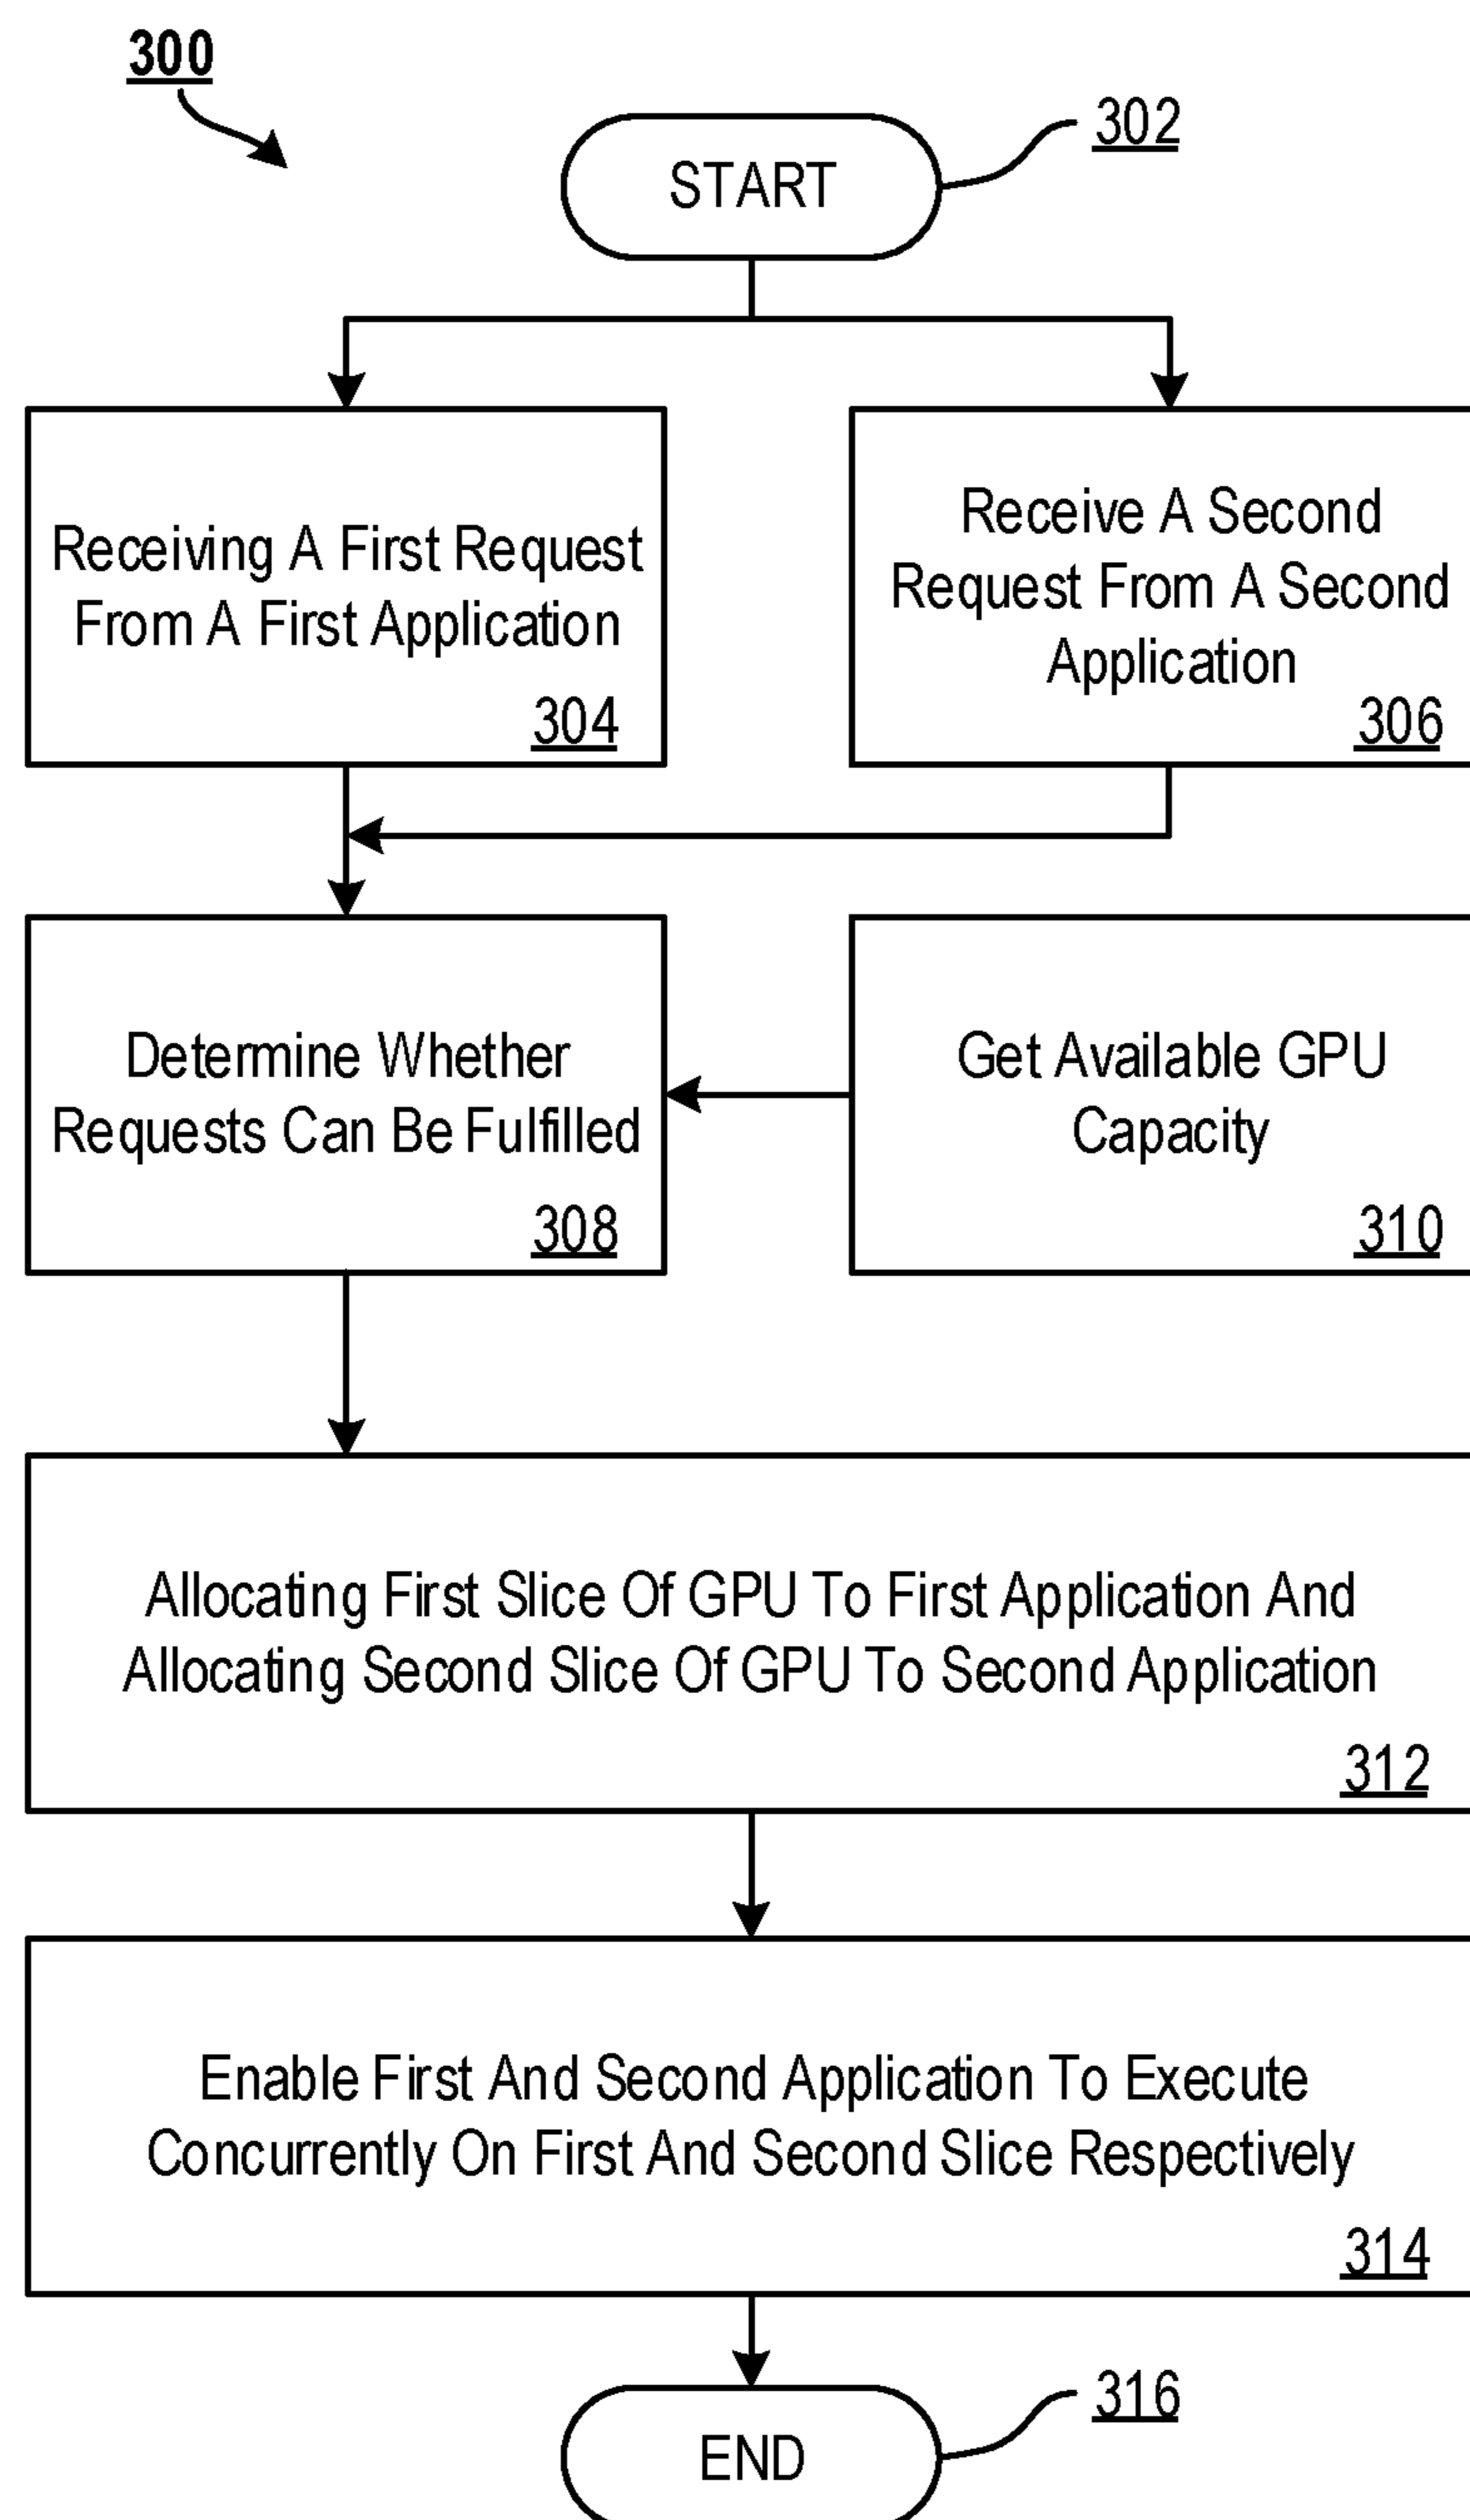 300
302
START
Receiving A First Request
From A First Application
304
Receive A Second
Request From A Second
Application
306
Determine Whether
Requests Can Be Fulfilled
308
Get Available GPU
Capacity
310
Allocating First Slice Of GPU To First Application And
Allocating Second Slice Of GPU To Second Application
312
Enable First And Second Application To Execute
Concurrently On First And Second Slice Respectively
314
316
END